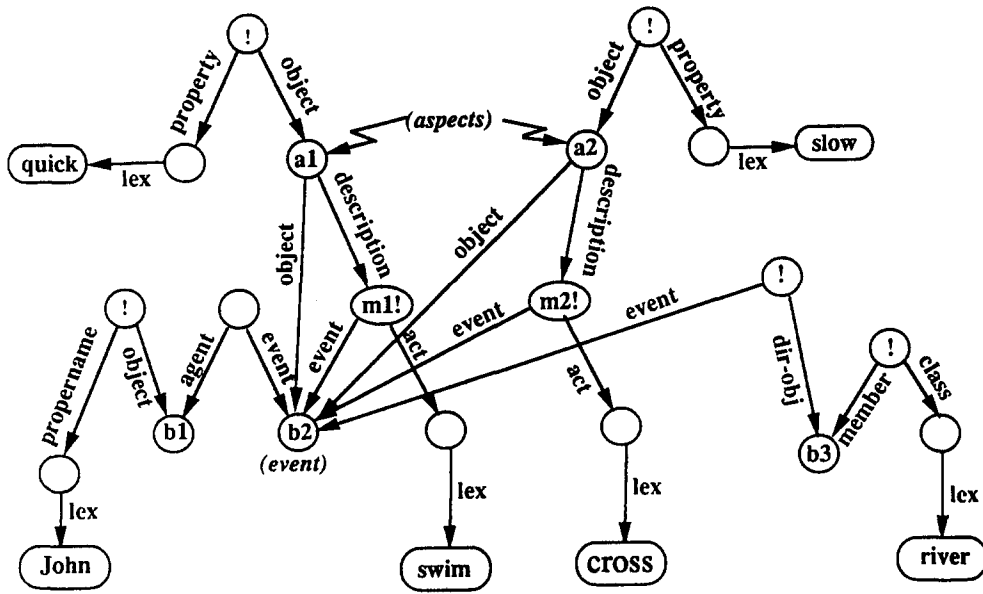 !
!
property
object
object
property
(aspects)
quick
lex
a1
a2
lex
slow
description
description
object
object
!
m1!
m2!
!
event
event
!
propername
object
agent
event
event
act
act
dir-obj
member
class
b1
b2
b3
(event)
lex
lex
lex
lex
John
swim
cross
river